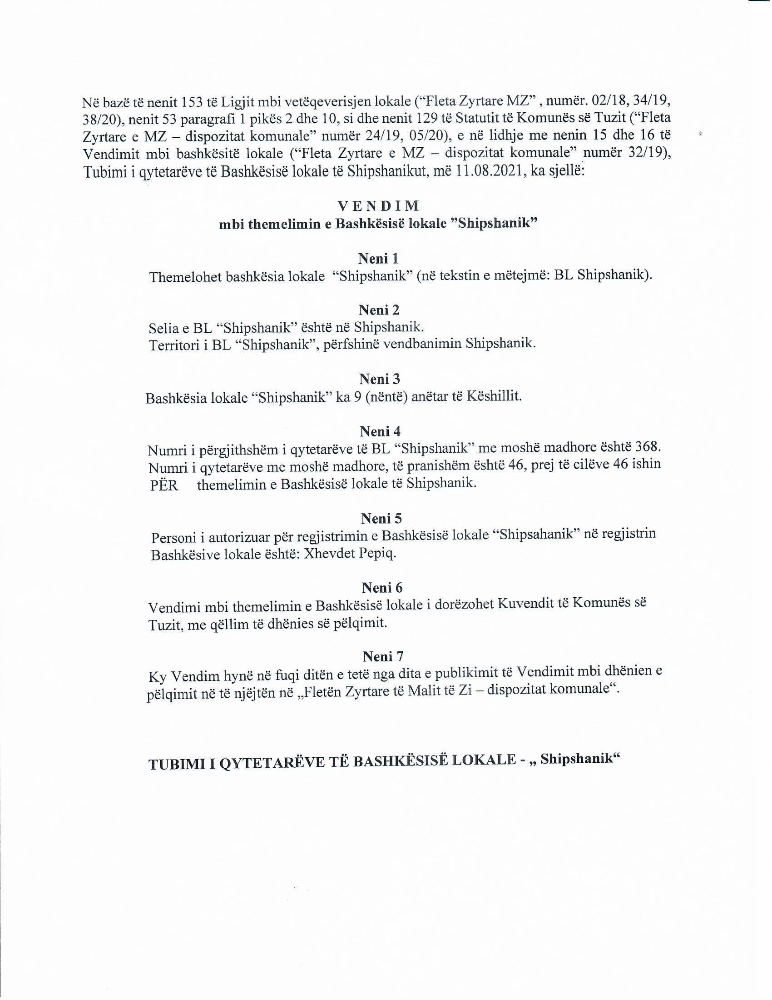 Në bazë të nenit 153 të Ligjit mbi vetëqeverisjen lokale (“Fleta Zyrtare MZ” , numër. 02/18, 34/19,
38/20), nenit 53 paragrafi 1 pikës 2 dhe 10, si dhe nenit 129 të Statutit të Komunës së Tuzit (“Fleta
Zyrtare e MZ – dispozitat komunale” numër 24/19, 05/20), e në lidhje me nenin 15 dhe 16 të
Vendimit mbi bashkësitë lokale (“Fleta Zyrtare e MZ – dispozitat komunale” numër 32/19),
Tubimi i qytetarëve të Bashkësisë lokale të Shipshanikut, më 11.08.2021, ka sjellë:
V E N D I M
mbi themelimin e Bashkësisë lokale ”Shipshanik”
Neni 1
Themelohet bashkësia lokale “Shipshanik” (në tekstin e mëtejmë: BL Shipshanik).
Neni 2
Selia e BL “Shipshanik” është në Shipshanik.
Territori i BL “Shipshanik”, përfshinë vendbanimin Shipshanik.
Neni 3
Bashkësia lokale “Shipshanik” ka 9 (nëntë) anëtar të Këshillit.
Neni 4
Numri i përgjithshëm i qytetarëve të BL “Shipshanik” me moshë madhore është 368.
Numri i qytetarëve me moshë madhore, të pranishëm është 46, prej të cilëve 46 ishin
PËR themelimin e Bashkësisë lokale të Shipshanik.
Neni 5
Personi i autorizuar për regjistrimin e Bashkësisë lokale “Shipsahanik” në regjistrin
Bashkësive lokale është: Xhevdet Pepiq.
Neni 6
Vendimi mbi themelimin e Bashkësisë lokale i dorëzohet Kuvendit të Komunës së
Tuzit, me qëllim të dhënies së pëlqimit.
Neni 7
Ky Vendim hynë në fuqi ditën e tetë nga dita e publikimit të Vendimit mbi dhënien e
pëlqimit në të njëjtën në „Fletën Zyrtare të Malit të Zi – dispozitat komunale“.
TUBIMI I QYTETARËVE TË BASHKËSISË LOKALE - „ Shipshanik“